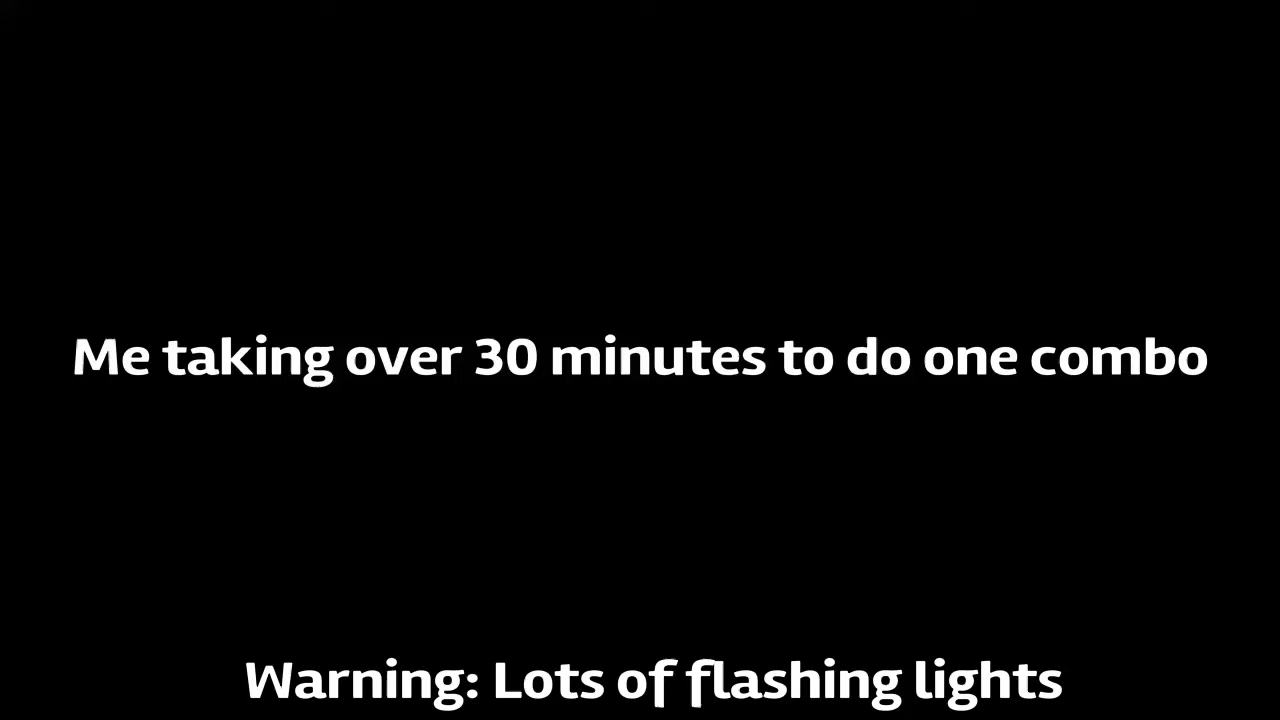 Me taking over 30 minutes to do one combo
Warning: Lots of flashing lights